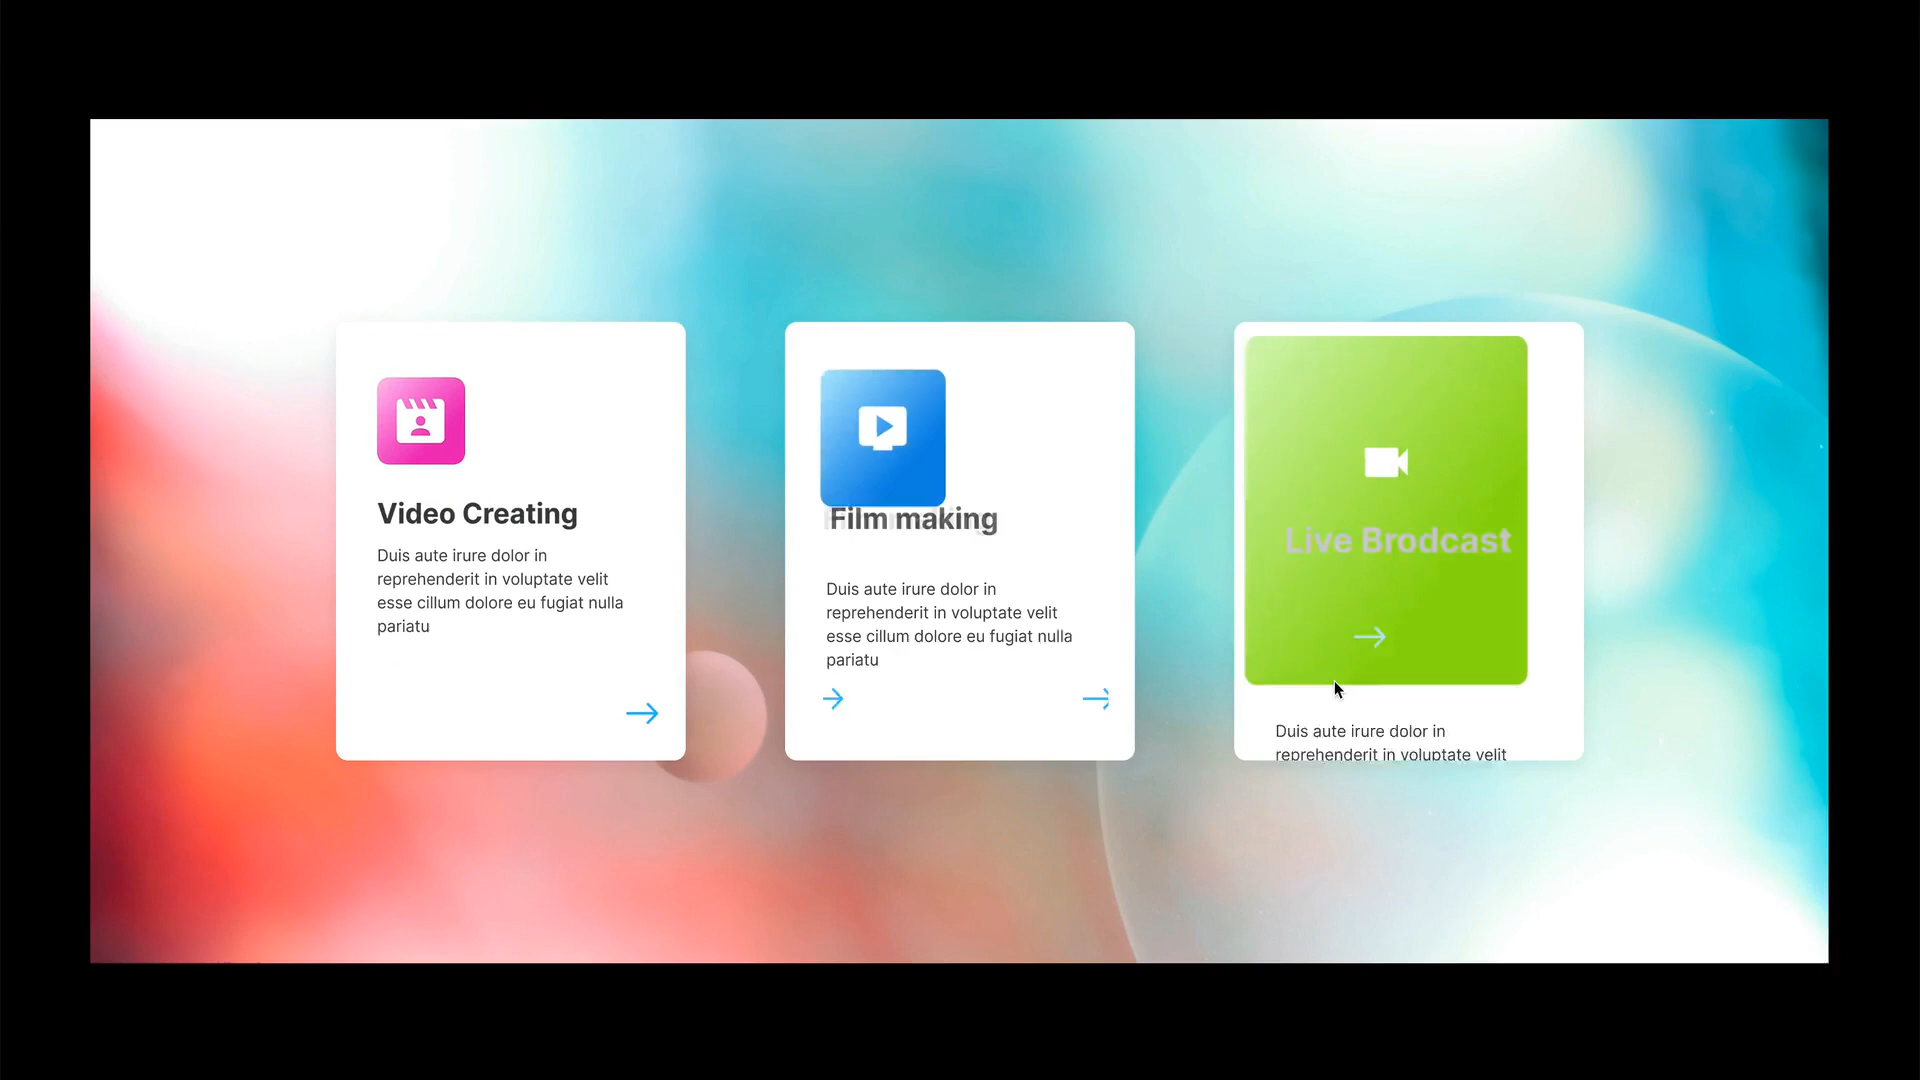 Video Creating
Duis aute irure dolor in
reprehenderit in voluptate velit
esse cillum dolore eu fugiat nulla
pariatu
Film making
Duis aute irure dolor in
reprehenderit in voluptate velit
esse cillum dolore eu fugiat nulla
pariatu
Live Brodcast
Duis aute irure dolor in
reprehenderit in voluptate velit